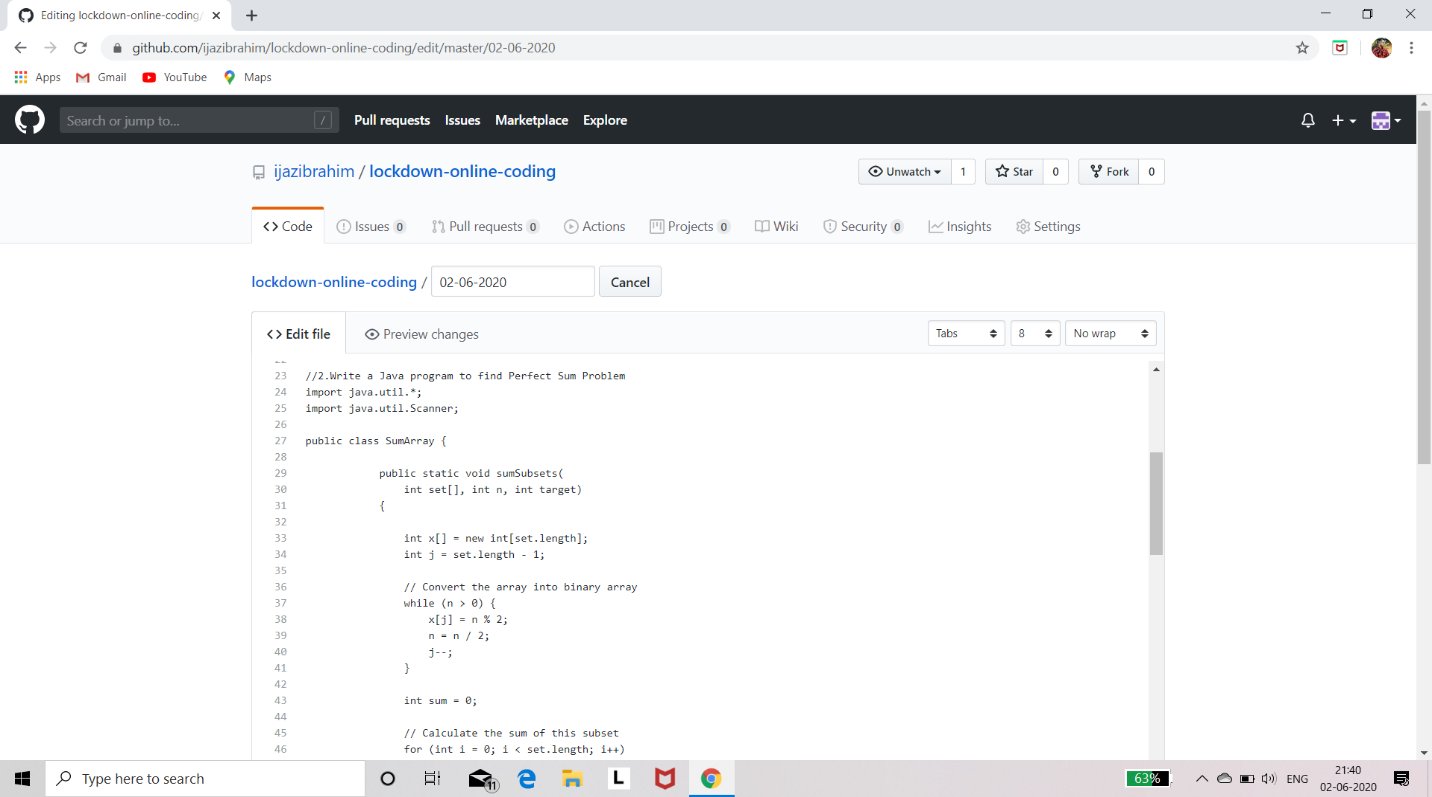 Editing lockdown-online-coding/
github.com/ijazibrahim/lockdown-online-coding/edit/master/02-06-2020
Apps Gmail YouTube Maps
Search or jump to... / Pull requests Issues Marketplace Explore
ijazibrahim / lockdown-online-coding Unwatch 1 Star 0 Fork 0
Code Issues 0 Pull requests 0 Actions Projects 0 Wiki Security 0 Insights Settings
lockdown-online-coding / 02-06-2020 Cancel
<> Edit file Preview changes Tabs 8 No wrap
23 //2.Write a Java program to find Perfect Sum Problem
24 import java.util.*;
25 import java.util.Scanner;
26
27 public class SumArray {
28
29 public static void sumSubsets(
30 int set[], int n, int target)
31 {
32
33 int x[] = new int[set.length];
34 int j = set.length - 1;
35
36 // Convert the array into binary array
37 while (n > 0) {
38 x[j] = n % 2;
39 n = n / 2;
40 j--;
41 }
42
43 int sum = 0;
44
45 // Calculate the sum of this subset
46 for (int i = 0; i < set.length; i++)
Type here to search 11 L 63% ENG 21:40
02-06-2020